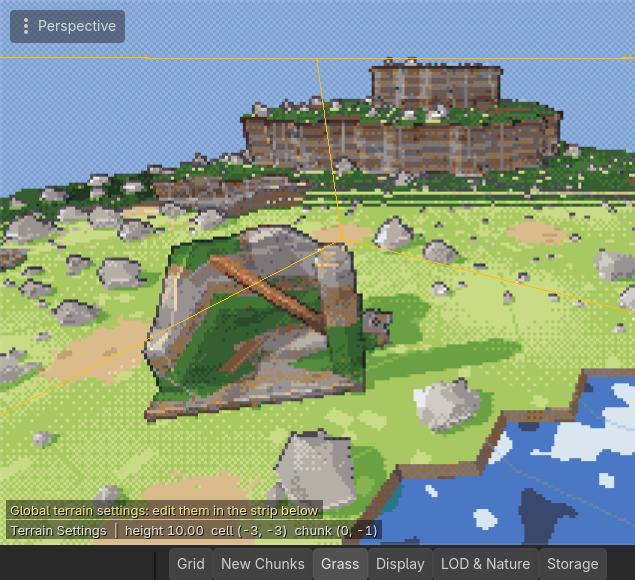 Perspective
Global terrain settings: edit them in the strip below
Terrain Settings | height 10.00 cell (-3, -3) chunk (0, -1)
Grid New Chunks Grass Display LOD & Nature Storage